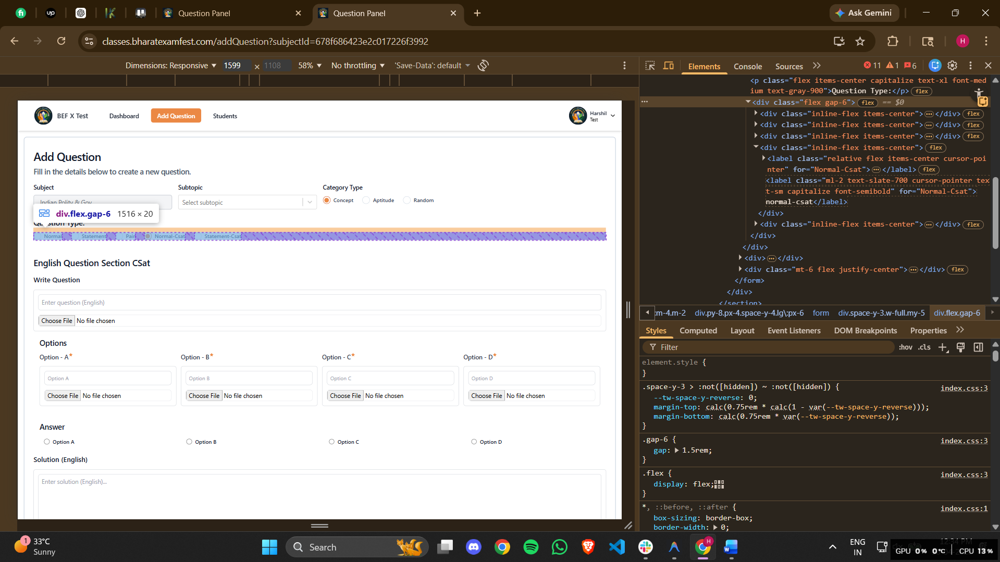 Question Panel
Question Panel
Ask Gemini
classes.bharatexamfest.com/addQuestion?subjectId=678f686423e2c017226f3992
H
Dimensions: Responsive 1599 × 1108 58% No throttling 'Save-Data': default
BEF X Test Dashboard Add Question Students Harshil
Test
Add Question
Fill in the details below to create a new question.
Subject Subtopic Category Type
Indian Polity & Gov Select subtopic Concept Aptitude Random
div.flex.gap-6 1516 × 20
Question Type:
Normal Statement Pair Normal-Csat Statement-Csat
English Question Section CSat
Write Question
Enter question (English)
Choose File No file chosen
Options
Option - A* Option - B* Option - C* Option - D*
Option A Option B Option C Option D
Choose File No file chosen Choose File No file chosen Choose File No file chosen Choose File No file chosen
Answer
Option A Option B Option C Option D
Solution (English)
Enter solution (English)...
Elements Console Sources 11 1 6
<p class="flex items-center capitalize text-xl font-med
ium text-gray-900">Question Type:</p> flex
<div class="flex gap-6"> flex == $0
<div class="inline-flex items-center"> … </div> flex
<div class="inline-flex items-center"> … </div> flex
<div class="inline-flex items-center"> … </div> flex
<div class="inline-flex items-center"> flex
<label class="relative flex items-center cursor-poi
nter" for="Normal-Csat"> … </label> flex
<label class="ml-2 text-slate-700 cursor-pointer tex
t-sm capitalize font-semibold" for="Normal-Csat">
normal-csat</label>
</div>
<div class="inline-flex items-center"> … </div> flex
</div>
</div>
<div> … </div>
<div class="mt-6 flex justify-center"> … </div> flex
</form>
</div>
</section>
:m-4.m-2 div.py-8.px-4.space-y-4.lg\:px-6 form div.space-y-3.w-full.my-5 div.flex.gap-6
Styles Computed Layout Event Listeners DOM Breakpoints Properties
Filter :hov .cls
element.style {
}
.space-y-3 > :not([hidden]) ~ :not([hidden]) { index.css:3
--tw-space-y-reverse: 0;
margin-top: calc(0.75rem * calc(1 - var(--tw-space-y-reverse)));
margin-bottom: calc(0.75rem * var(--tw-space-y-reverse));
}
.gap-6 { index.css:3
gap: 1.5rem;
}
.flex { index.css:3
display: flex;
}
*, ::before, ::after { index.css:1
box-sizing: border-box;
border-width: 0;
1 33°C
Sunny
Search
ENG
IN
12:34 PM
GPU 0% 0°C CPU 13%